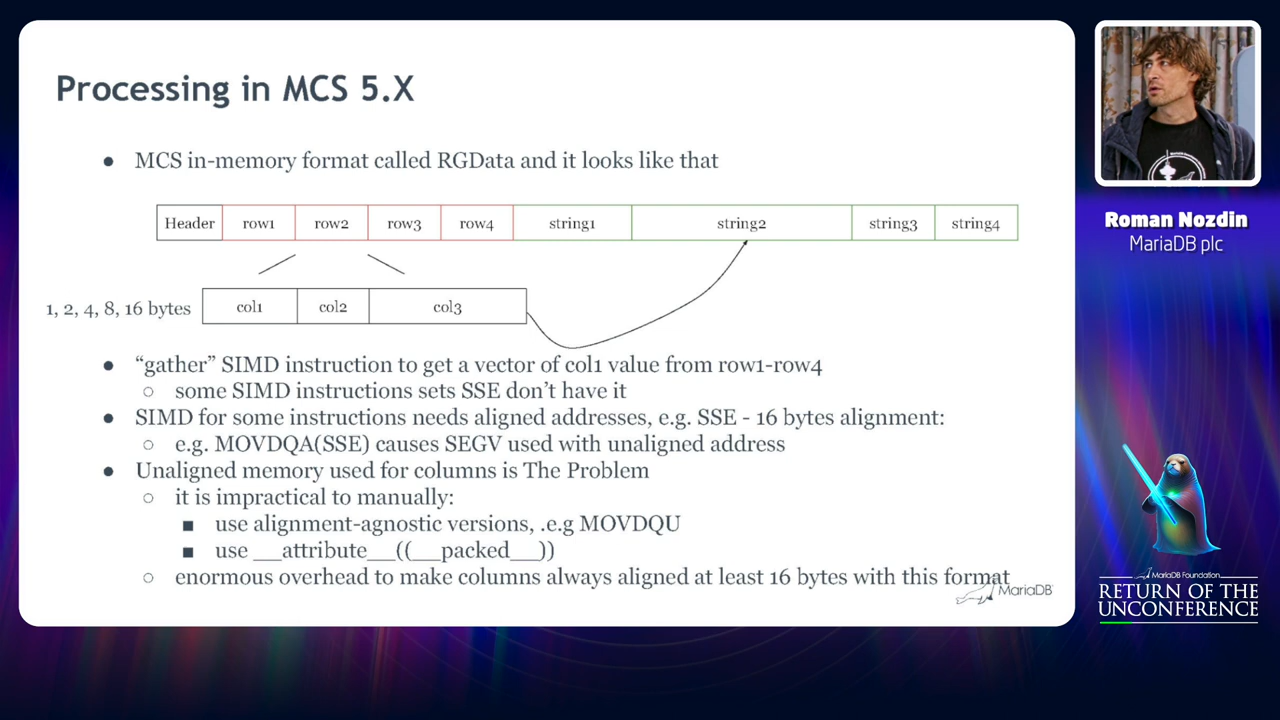 Processing in MCS 5.X
● MCS in-memory format called RGData and it looks like that
Header row1 row2 row3 row4 string1 string2 string3 string4
1, 2, 4, 8, 16 bytes col1 col2 col3
● “gather” SIMD instruction to get a vector of col1 value from row1-row4
○ some SIMD instructions sets SSE don’t have it
● SIMD for some instructions needs aligned addresses, e.g. SSE - 16 bytes alignment:
○ e.g. MOVDQA(SSE) causes SEGV used with unaligned address
● Unaligned memory used for columns is The Problem
○ it is impractical to manually:
■ use alignment-agnostic versions, .e.g MOVDQU
■ use __attribute__((__packed__))
○ enormous overhead to make columns always aligned at least 16 bytes with this format
MariaDB
Roman Nozdin
MariaDB plc
MariaDB Foundation
RETURN OF THE
UNCONFERENCE